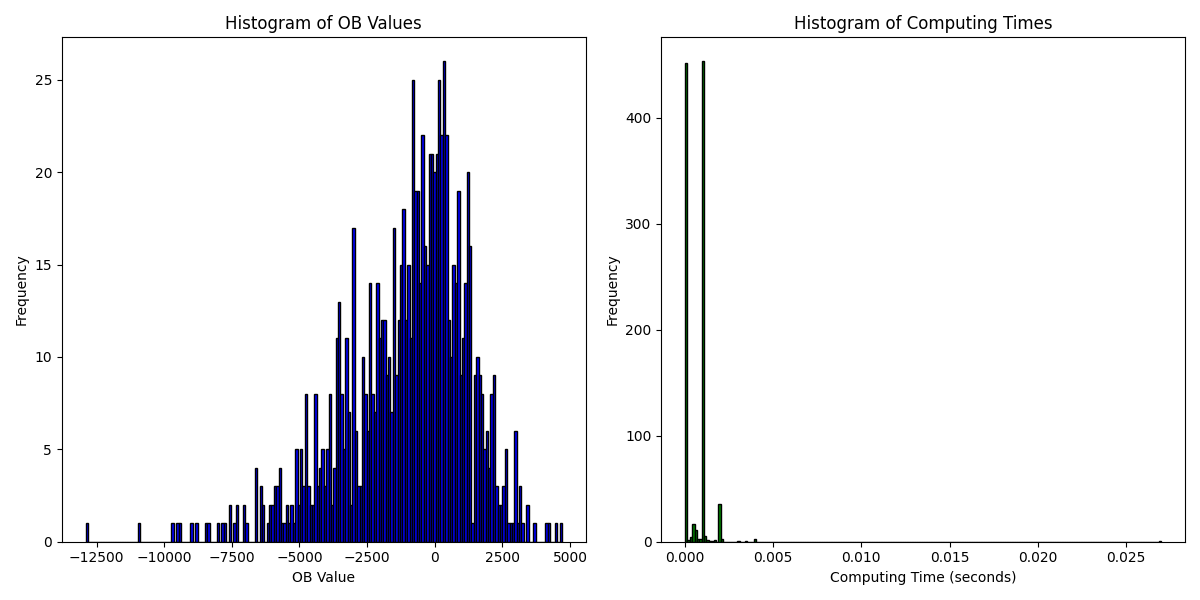 Histogram of OB Values
Frequency
25
20
15
10
5
0
−12500 −10000 −7500 −5000 −2500 0 2500 5000
OB Value
Histogram of Computing Times
Frequency
400
300
200
100
0
0.000 0.005 0.010 0.015 0.020 0.025
Computing Time (seconds)